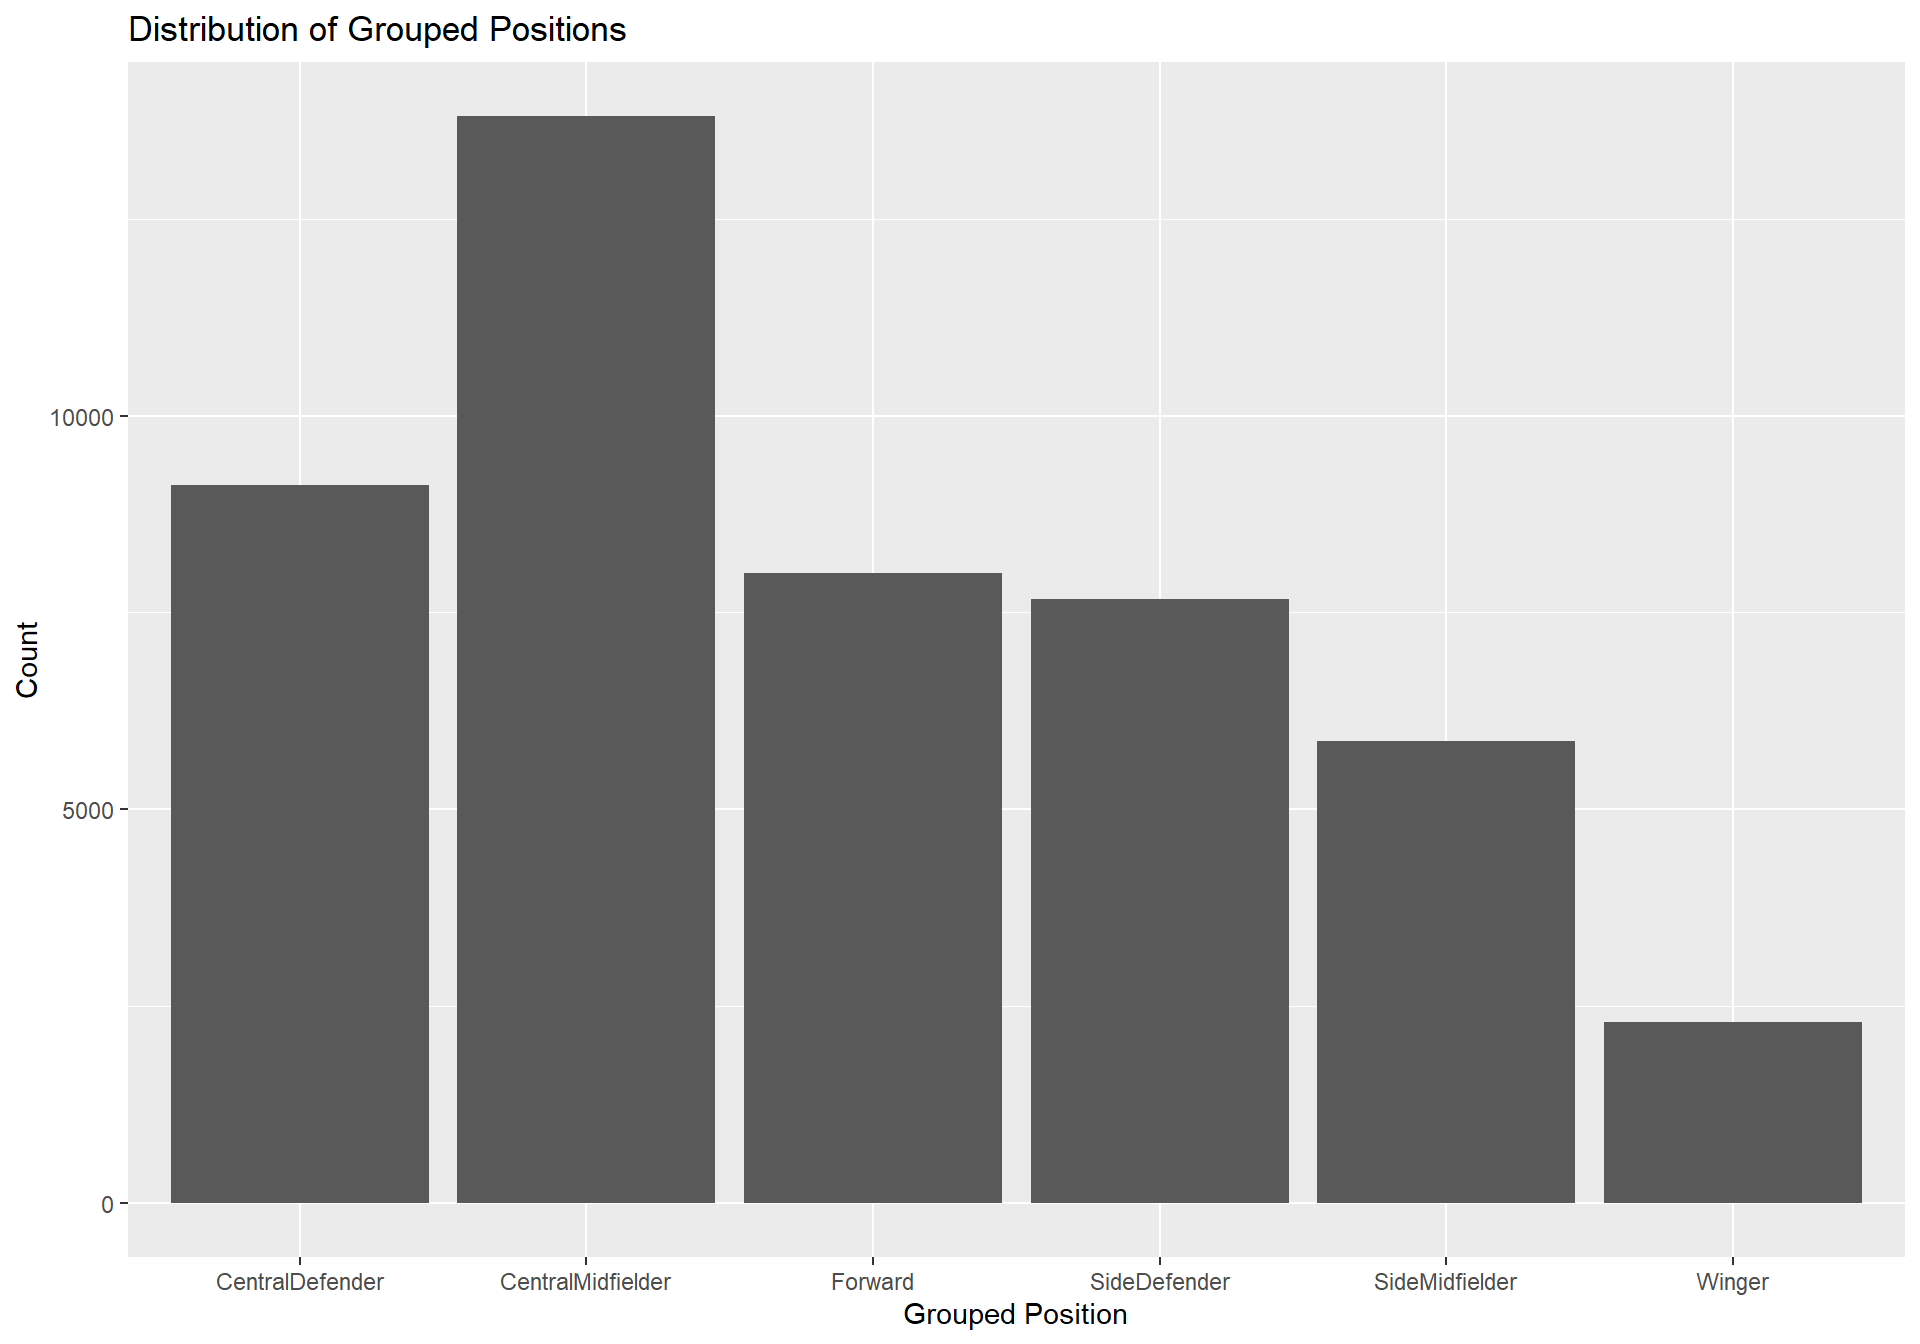 Distribution of Grouped Positions
Count
10000
5000
0
CentralDefender
CentralMidfielder
Forward
SideDefender
SideMidfielder
Winger
Grouped Position